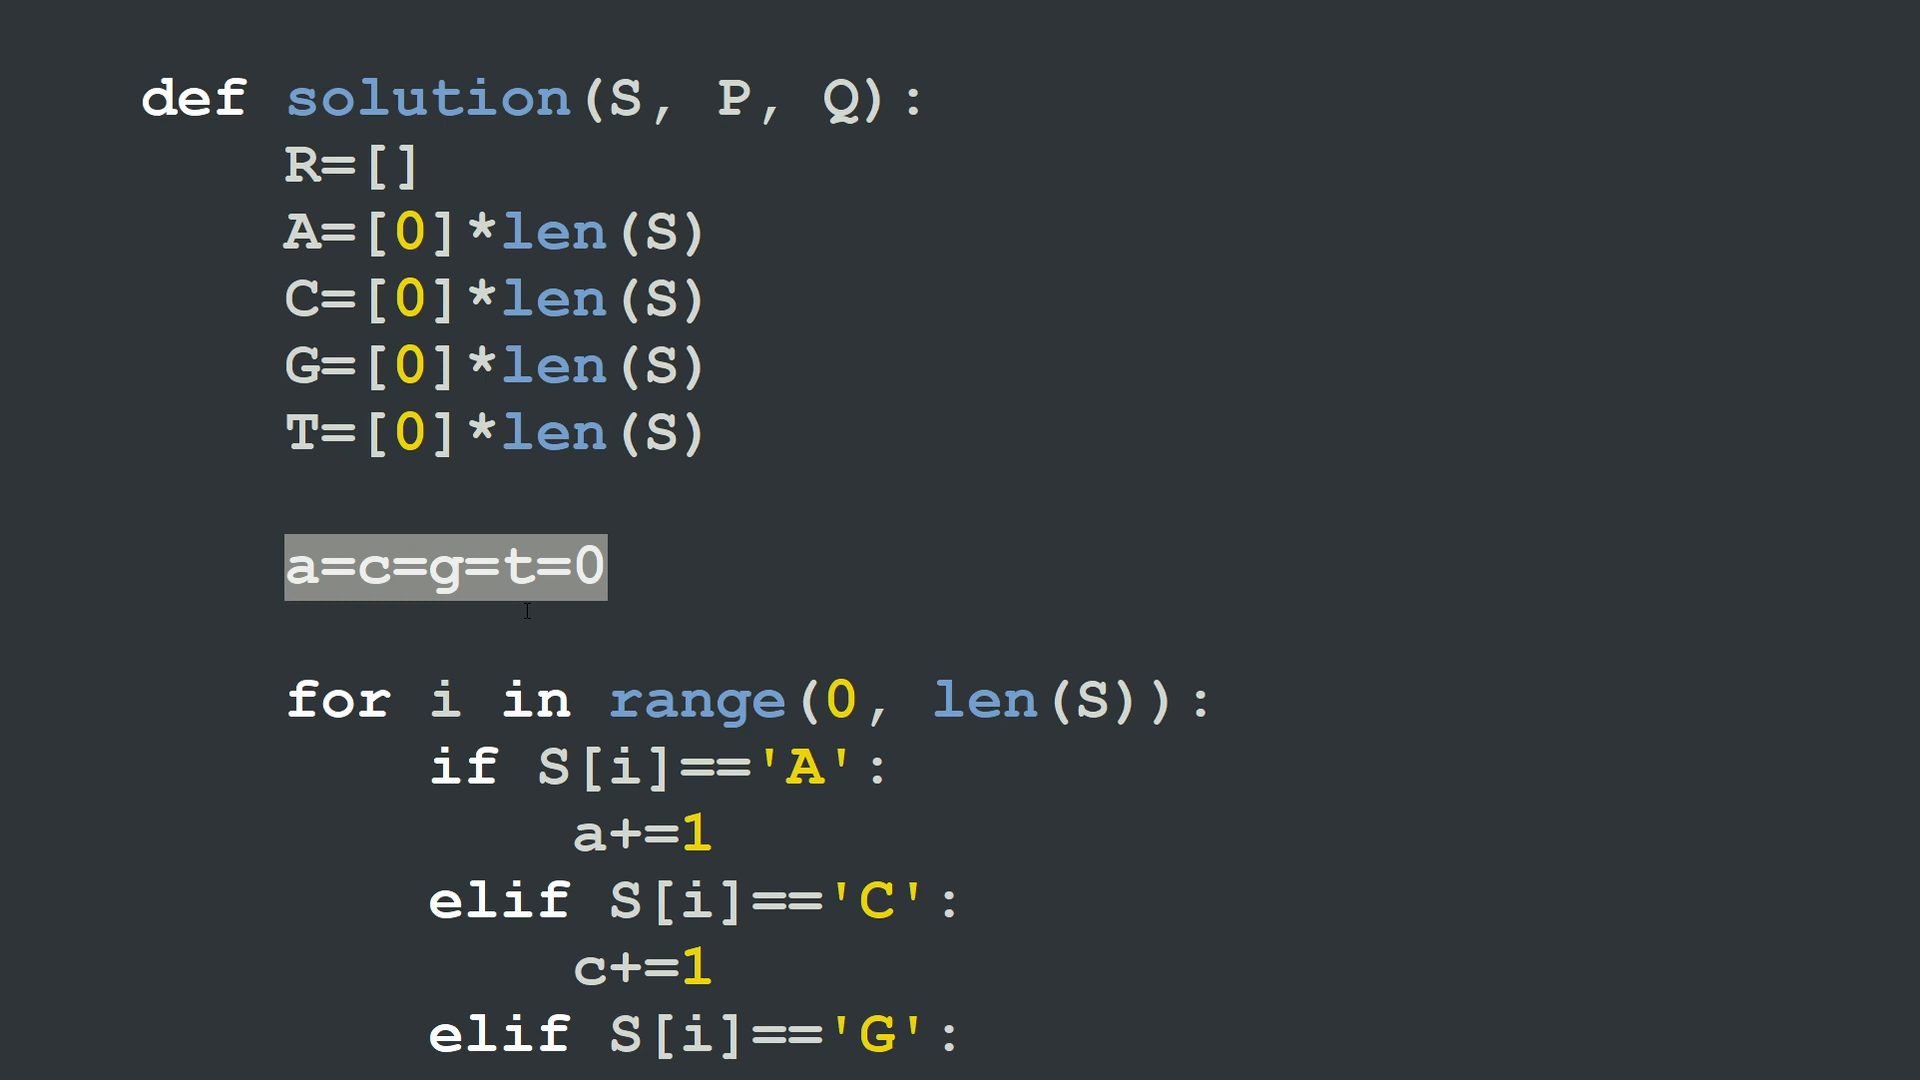 def solution(S, P, Q):
R=[]
A=[0]*len(S)
C=[0]*len(S)
G=[0]*len(S)
T=[0]*len(S)
a=c=g=t=0
for i in range(0, len(S)):
if S[i]=='A':
a+=1
elif S[i]=='C':
c+=1
elif S[i]=='G':